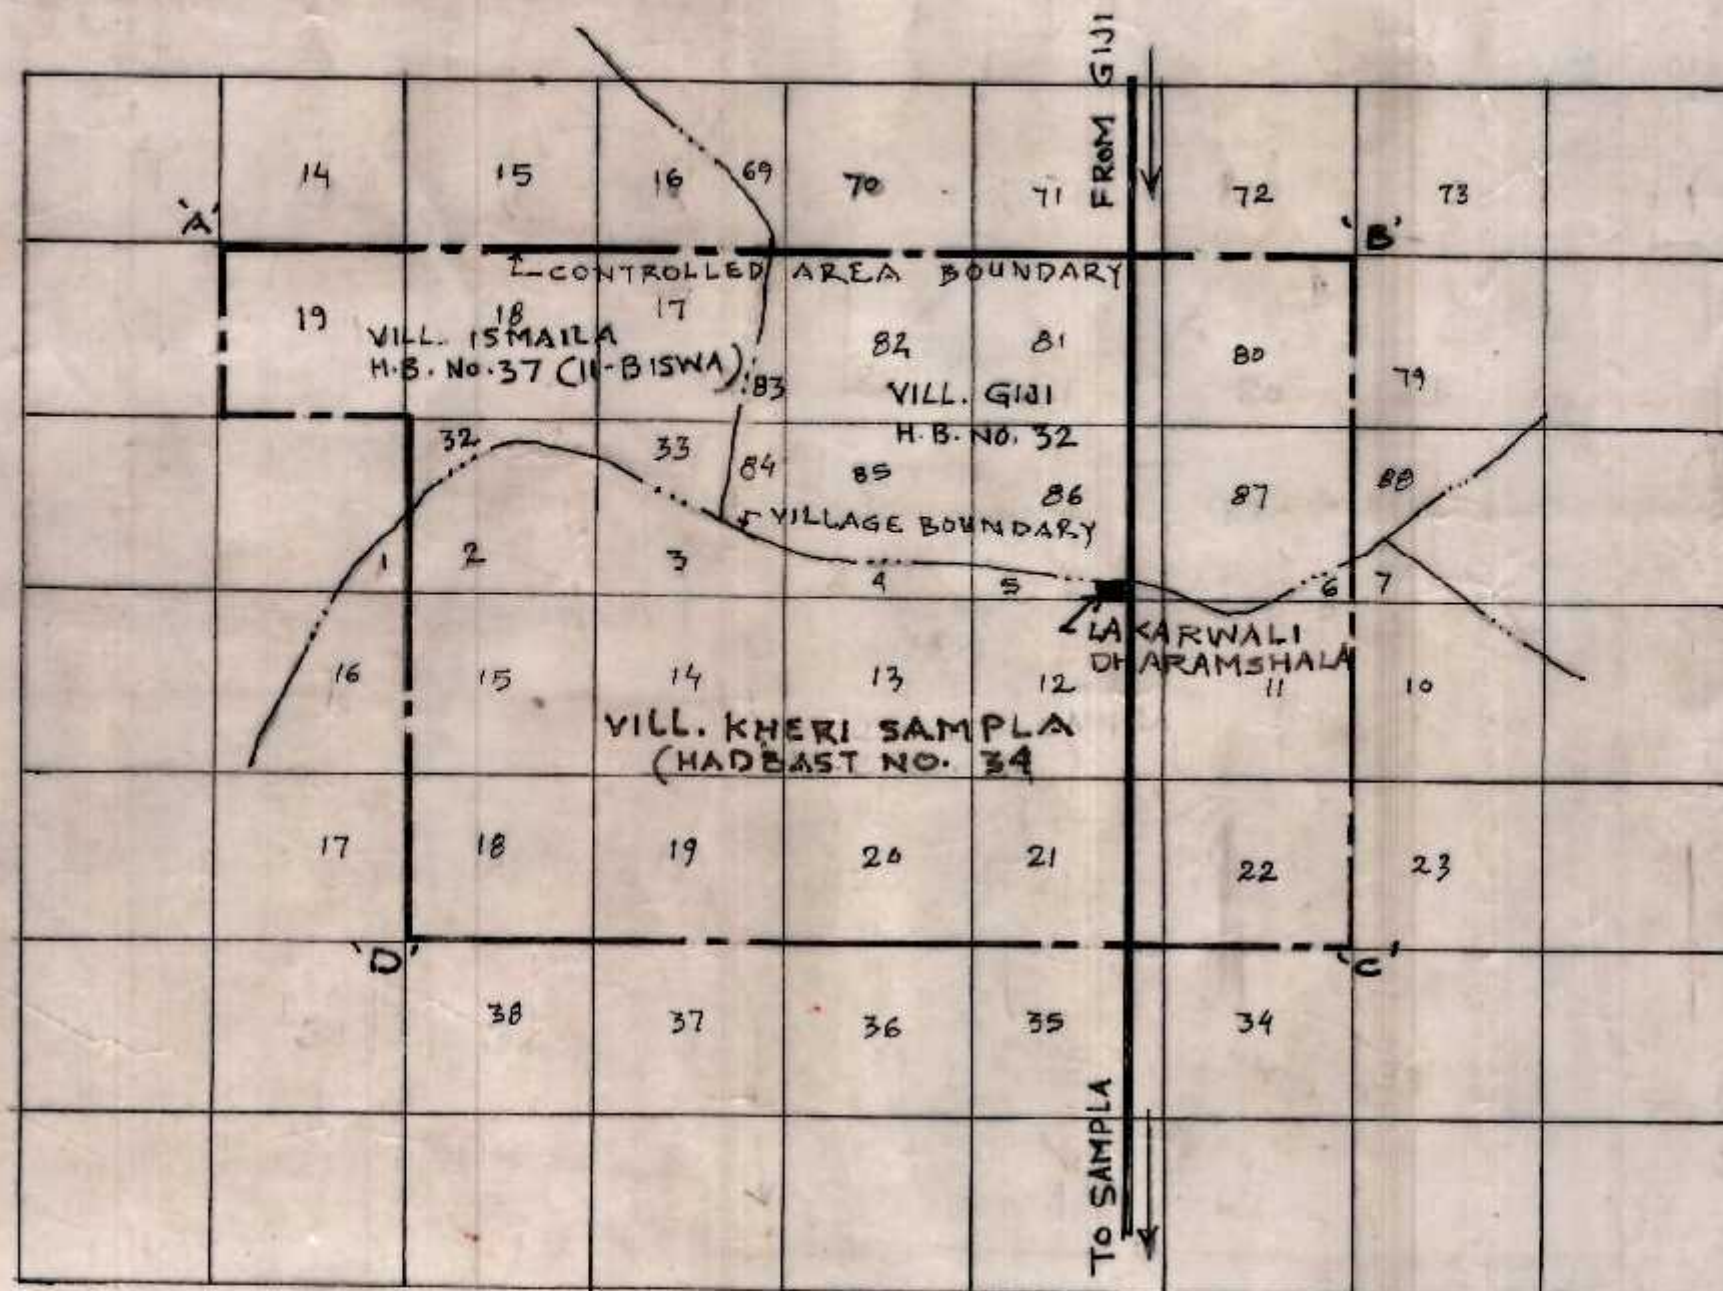 FROM GIJI
14 15 16 69 70 71 72 73
'A' 'B'
CONTROLLED AREA BOUNDARY
19 18 17 82 81 80 79
VILL. ISMAILA
H.B. No. 37 (11-BISWA)
83
VILL. GIJI
H.B. NO. 32
32 33 84 85 86 87 88
VILLAGE BOUNDARY
1 2 3 4 5 6 7
LAKARWALI
DHARAMSHALA
16 15 14 13 12 11 10
VILL. KHERI SAMPLA
(HADBAST NO. 34
17 18 19 20 21 22 23
'D' 'C'
38 37 36 35 34
TO SAMPLA